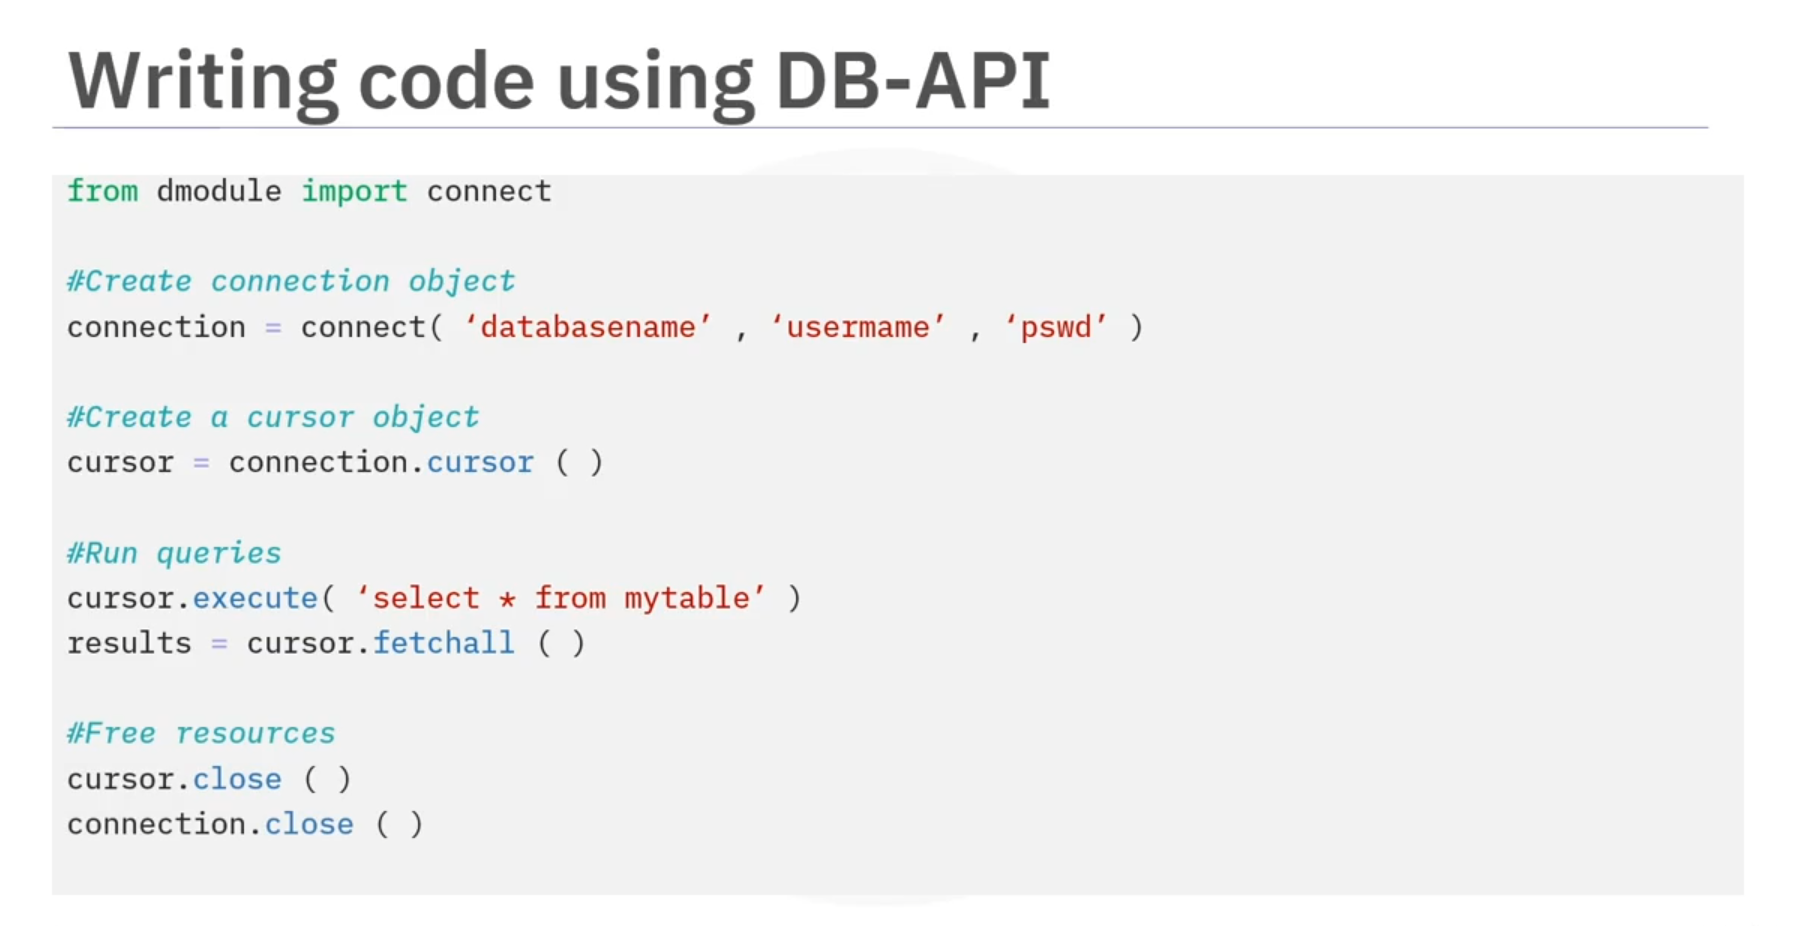 Writing code using DB-API
from dmodule import connect
#Create connection object
connection = connect( ‘databasename’ , ‘usermame’ , ‘pswd’ )
#Create a cursor object
cursor = connection.cursor ( )
#Run queries
cursor.execute( ‘select * from mytable’ )
results = cursor.fetchall ( )
#Free resources
cursor.close ( )
connection.close ( )